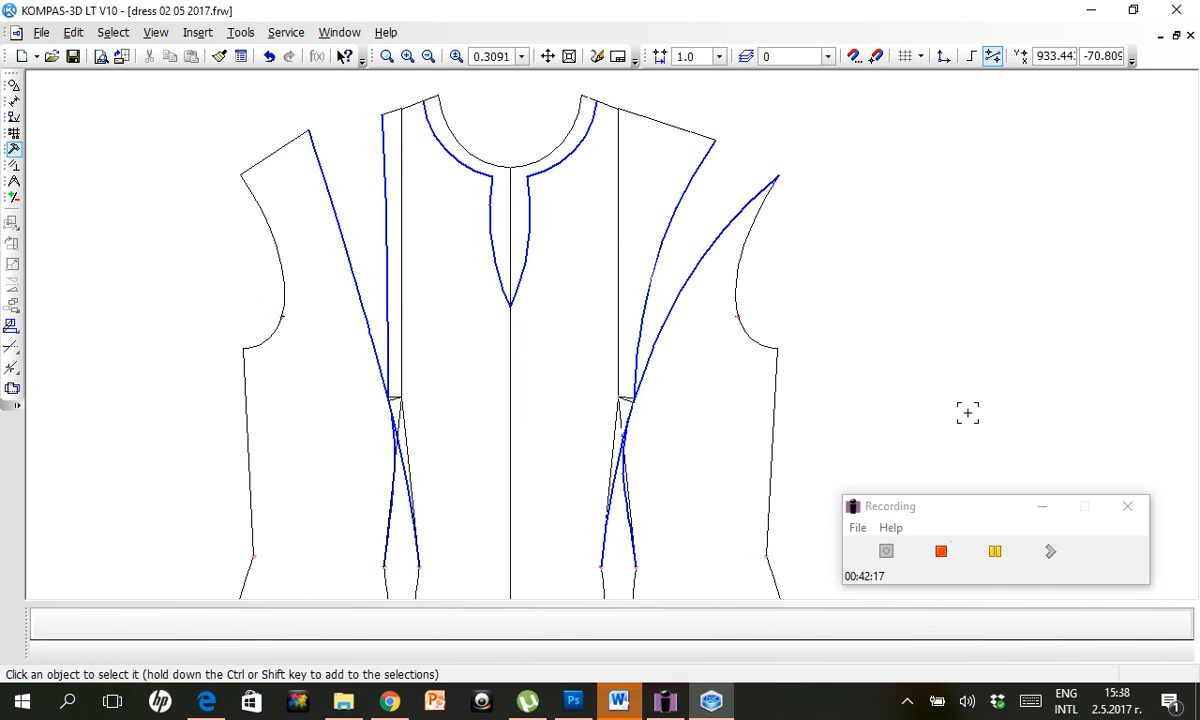 KOMPAS-3D LT V10 - [dress 02 05 2017.frw]
File Edit Select View Insert Tools Service Window Help
0.3091 1.0 0 933.44 -70.809
Recording
File Help
00:42:17
Click an object to select it (hold down the Ctrl or Shift key to add to the selections)
ENG 15:38
INTL 2.5.2017 г.